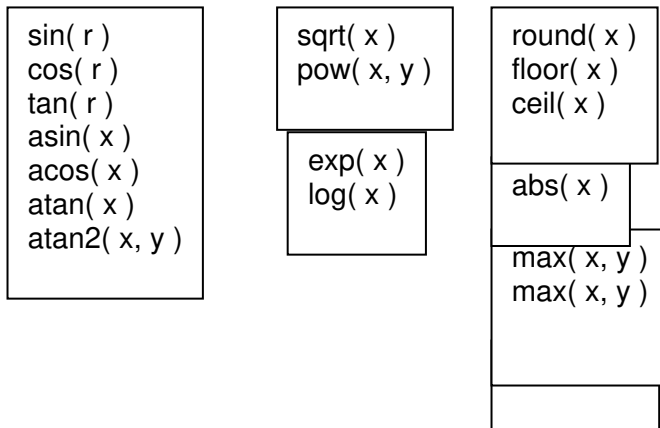 sin( r )
cos( r )
tan( r )
asin( x )
acos( x )
atan( x )
atan2( x, y )
sqrt( x )
pow( x, y )
exp( x )
log( x )
round( x )
floor( x )
ceil( x )
abs( x )
max( x, y )
max( x, y )